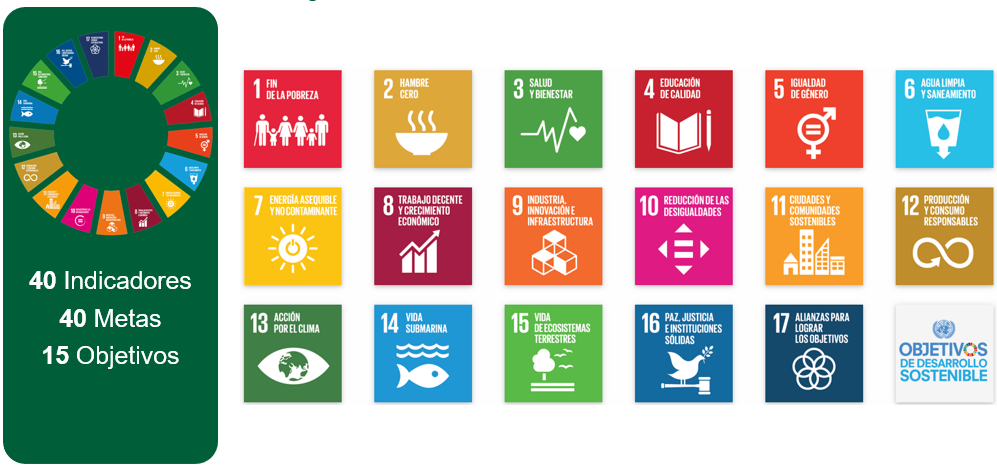 40 Indicadores
40 Metas
15 Objetivos
1 FIN
DE LA POBREZA
2 HAMBRE
CERO
3 SALUD
Y BIENESTAR
4 EDUCACIÓN
DE CALIDAD
5 IGUALDAD
DE GÉNERO
6 AGUA LIMPIA
Y SANEAMIENTO
7 ENERGÍA ASEQUIBLE
Y NO CONTAMINANTE
8 TRABAJO DECENTE
Y CRECIMIENTO
ECONÓMICO
9 INDUSTRIA,
INNOVACIÓN E
INFRAESTRUCTURA
10 REDUCCIÓN DE LAS
DESIGUALDADES
11 CIUDADES Y
COMUNIDADES
SOSTENIBLES
12 PRODUCCIÓN
Y CONSUMO
RESPONSABLES
13 ACCIÓN
POR EL CLIMA
14 VIDA
SUBMARINA
15 VIDA
DE ECOSISTEMAS
TERRESTRES
16 PAZ, JUSTICIA
E INSTITUCIONES
SÓLIDAS
17 ALIANZAS PARA
LOGRAR
LOS OBJETIVOS
OBJETIVOS
DE DESARROLLO
SOSTENIBLE